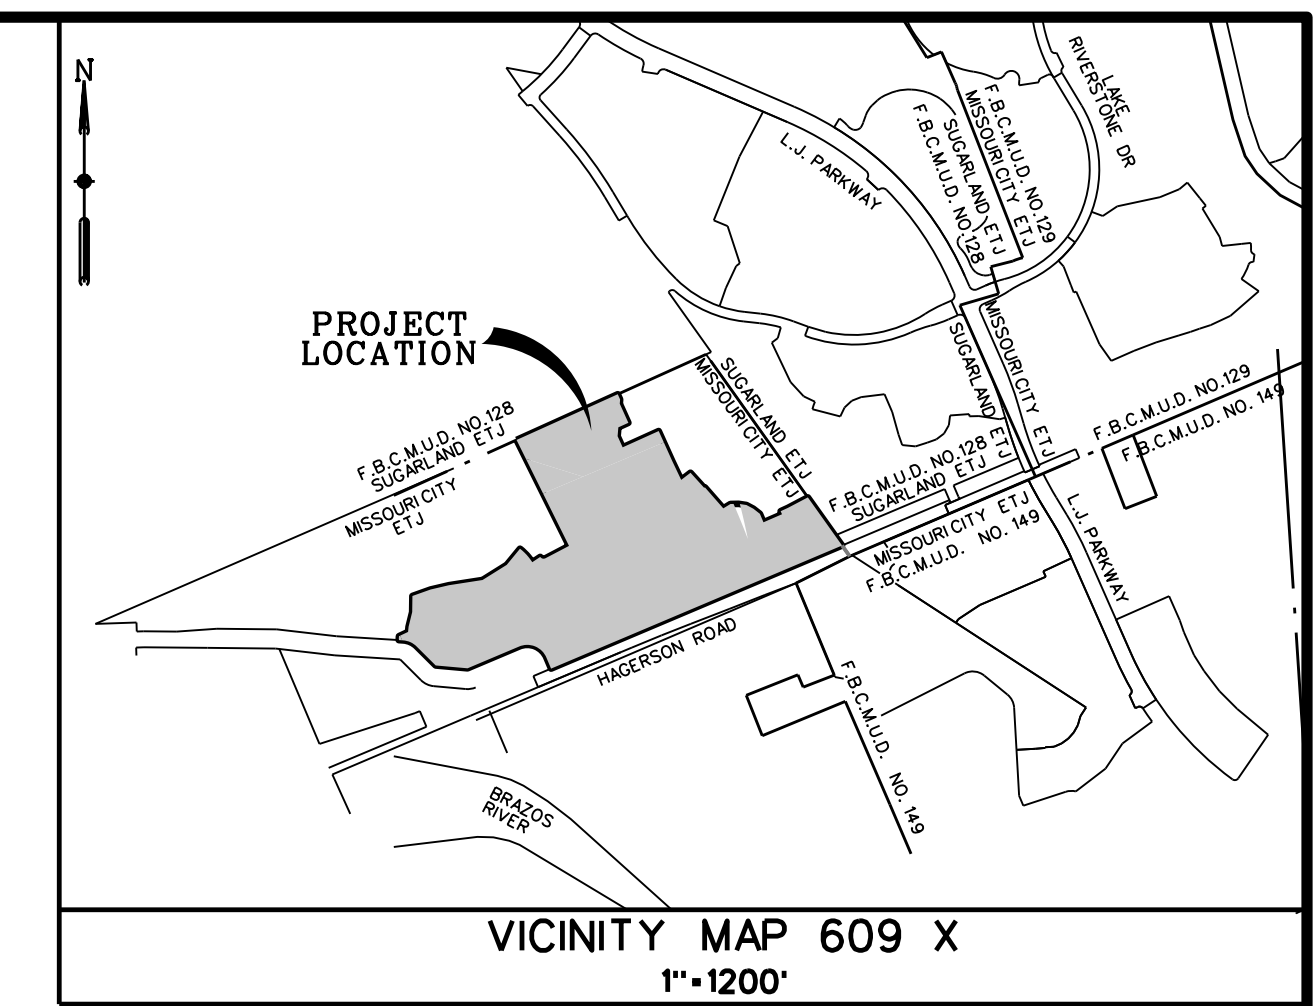 N
LAKE
RIVERSTONE DR
F.B.C.M.U.D. NO.129
MISSOURI CITY ETJ
SUGARLAND ETJ
F.B.C.M.U.D. NO.128
L.J. PARKWAY
PROJECT
LOCATION
F.B.C.M.U.D. NO.128
SUGARLAND ETJ
MISSOURI CITY
ETJ
SUGARLAND ETJ
MISSOURI CITY ETJ
SUGARLAND ETJ
MISSOURI CITY ETJ
F.B.C.M.U.D. NO.129
F.B.C.M.U.D. NO. 149
F.B.C.M.U.D. NO.128
SUGARLAND ETJ
MISSOURI CITY ETJ
F.B.C.M.U.D. NO. 149
L.J. PARKWAY
HAGERSON ROAD
F.B.C.M.U.D. NO. 149
BRAZOS
RIVER
VICINITY MAP 609 X
1"=1200'